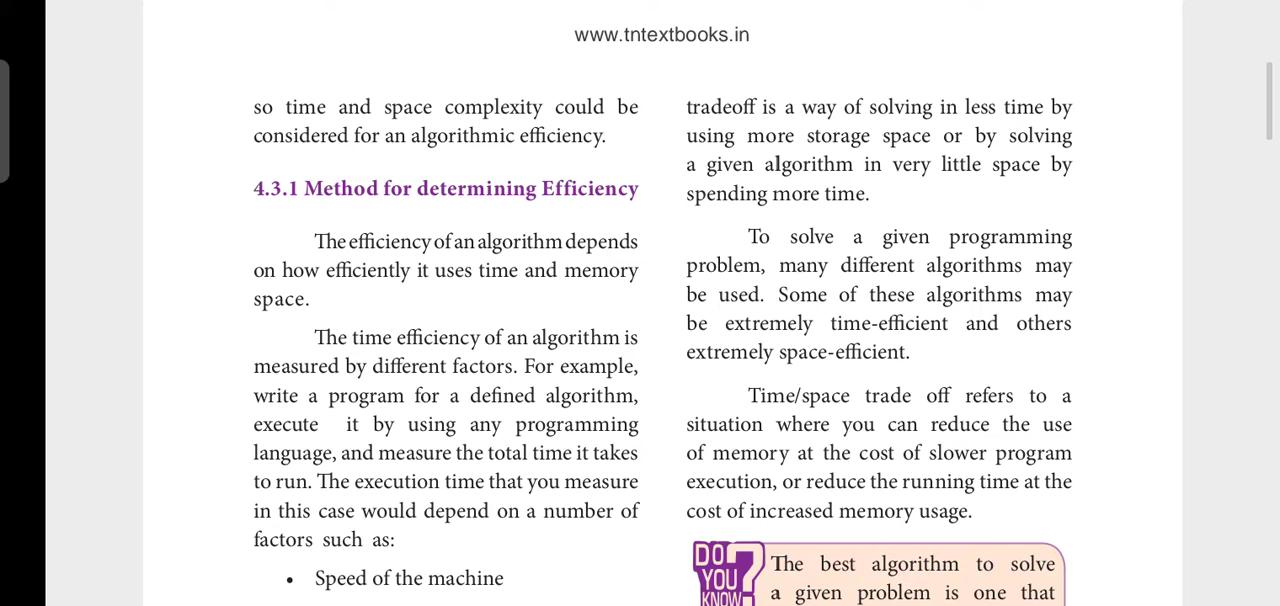 www.tntextbooks.in
so time and space complexity could be
considered for an algorithmic efficiency.
4.3.1 Method for determining Efficiency
The efficiency of an algorithm depends
on how efficiently it uses time and memory
space.
The time efficiency of an algorithm is
measured by different factors. For example,
write a program for a defined algorithm,
execute it by using any programming
language, and measure the total time it takes
to run. The execution time that you measure
in this case would depend on a number of
factors such as:
• Speed of the machine
tradeoff is a way of solving in less time by
using more storage space or by solving
a given algorithm in very little space by
spending more time.
To solve a given programming
problem, many different algorithms may
be used. Some of these algorithms may
be extremely time-efficient and others
extremely space-efficient.
Time/space trade off refers to a
situation where you can reduce the use
of memory at the cost of slower program
execution, or reduce the running time at the
cost of increased memory usage.
DO
YOU
KNOW
?
The best algorithm to solve
a given problem is one that